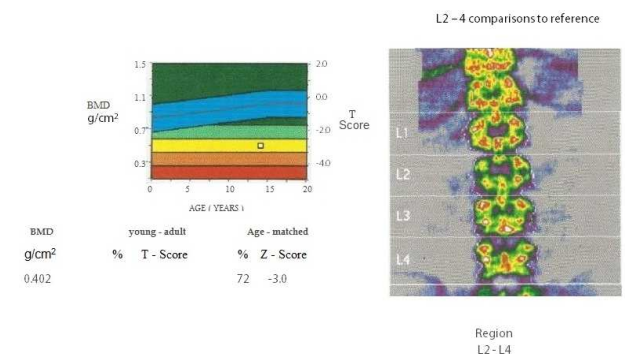 L2 – 4 comparisons to reference
1.5
1.1
0.7
0.3
BMD
g/cm²
2.0
0.0
-2.0
-4.0
T
Score
0 5 10 15 20
AGE ( YEARS )
L1
L2
L3
L4
BMD young - adult Age - matched
g/cm² % T - Score % Z - Score
0.402 72 -3.0
Region
L2 - L4